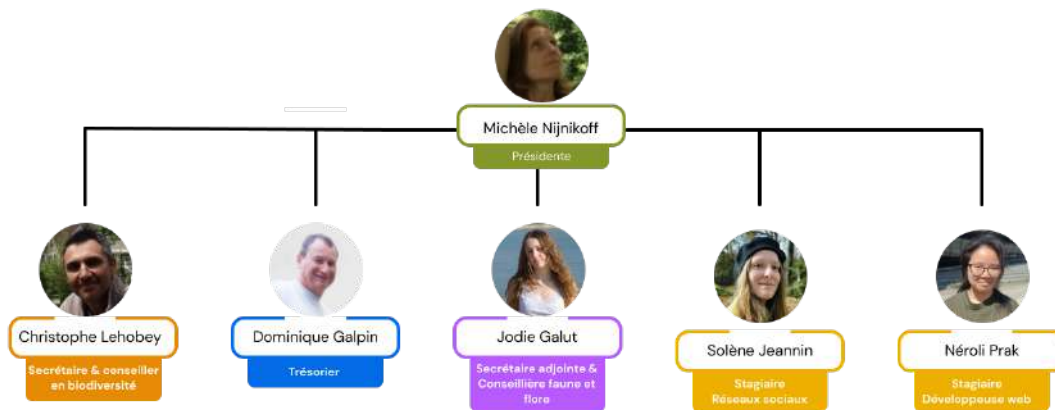 Michèle Nijnikoff
Présidente
Christophe Lehobey
Secrétaire & conseiller
en biodiversité
Dominique Galpin
Trésorier
Jodie Galut
Secrétaire adjointe &
Conseillière faune et
flore
Solène Jeannin
Stagiaire
Réseaux sociaux
Néroli Prak
Stagiaire
Développeuse web